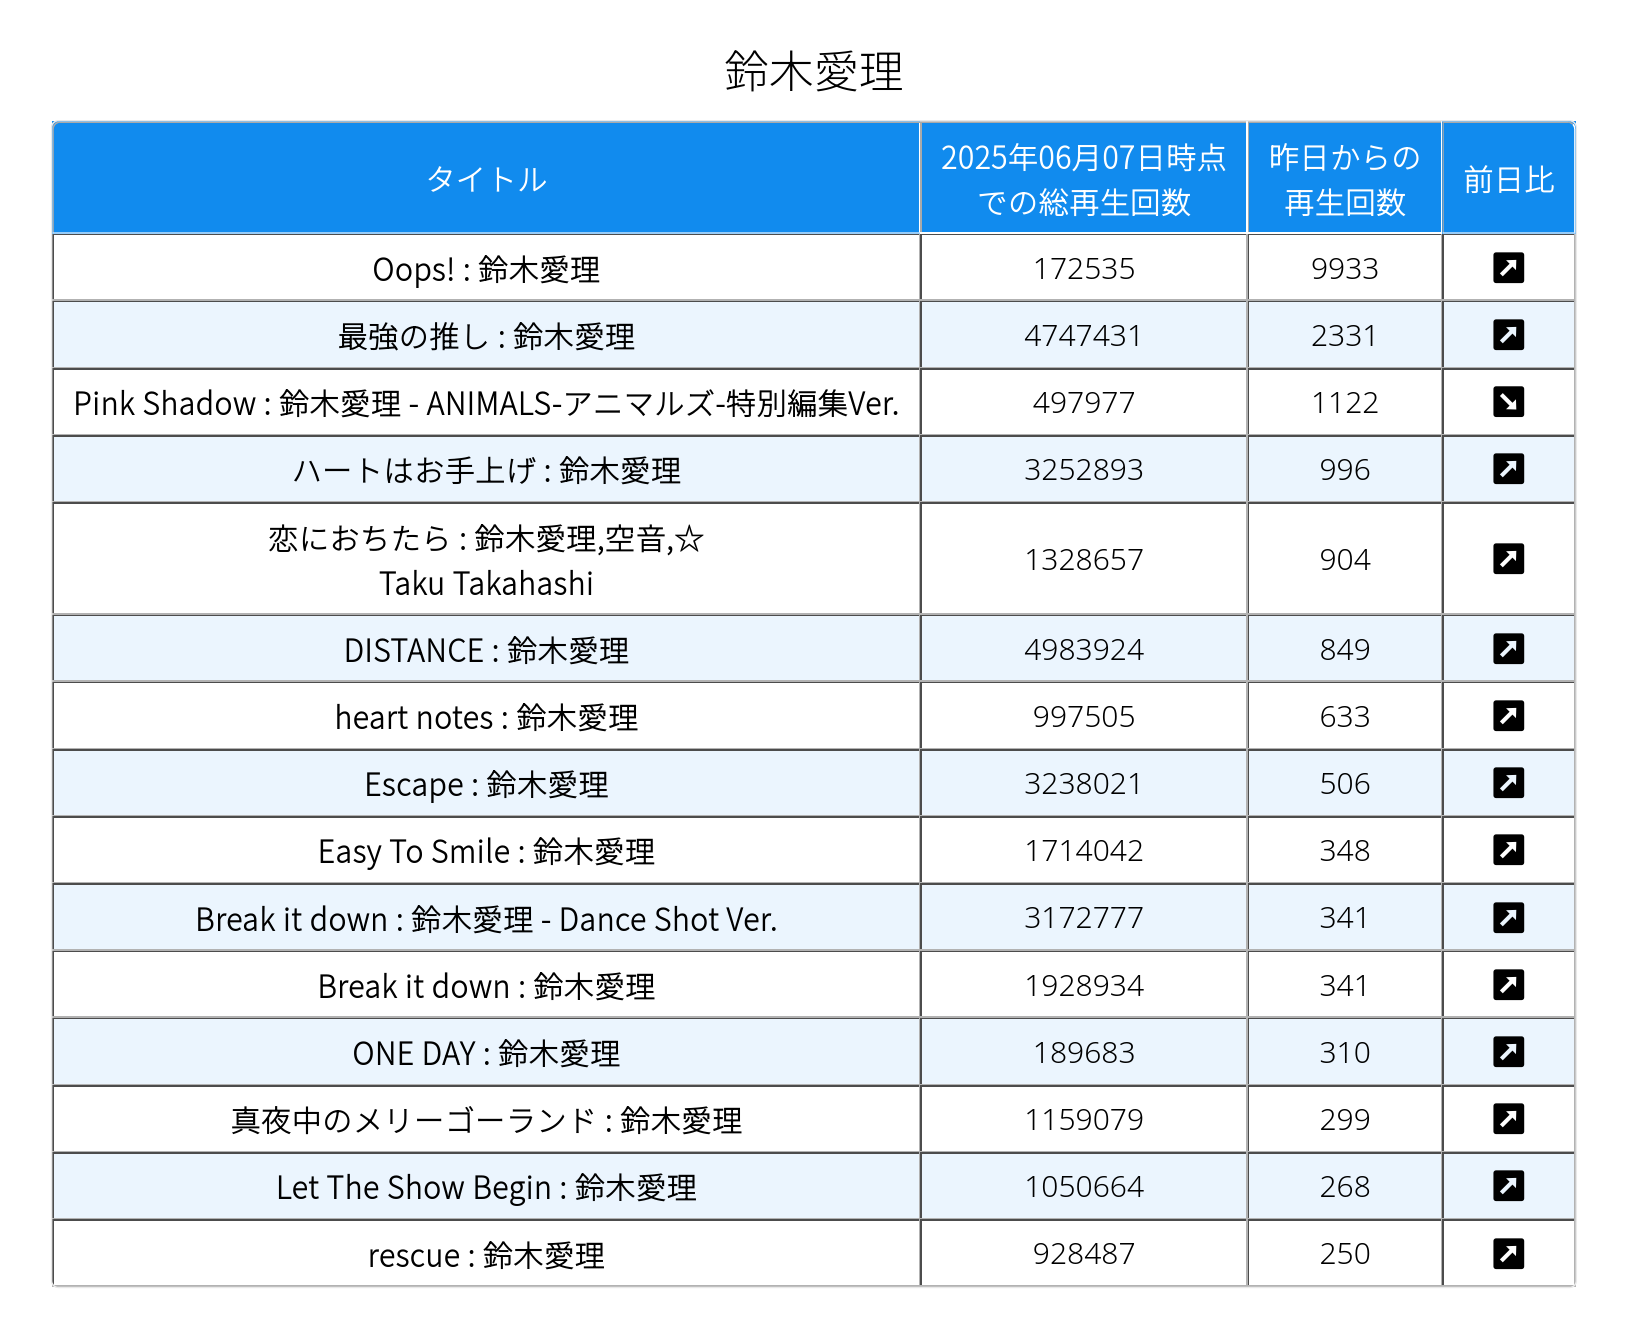 鈴木愛理
タイトル
2025年06月07日時点
での総再生回数
昨日からの
再生回数
前日比
Oops! : 鈴木愛理 172535 9933
最強の推し : 鈴木愛理 4747431 2331
Pink Shadow : 鈴木愛理 - ANIMALS-アニマルズ-特別編集Ver. 497977 1122
ハートはお手上げ : 鈴木愛理 3252893 996
恋におちたら : 鈴木愛理,空音,☆
Taku Takahashi 1328657 904
DISTANCE : 鈴木愛理 4983924 849
heart notes : 鈴木愛理 997505 633
Escape : 鈴木愛理 3238021 506
Easy To Smile : 鈴木愛理 1714042 348
Break it down : 鈴木愛理 - Dance Shot Ver. 3172777 341
Break it down : 鈴木愛理 1928934 341
ONE DAY : 鈴木愛理 189683 310
真夜中のメリーゴーランド : 鈴木愛理 1159079 299
Let The Show Begin : 鈴木愛理 1050664 268
rescue : 鈴木愛理 928487 250